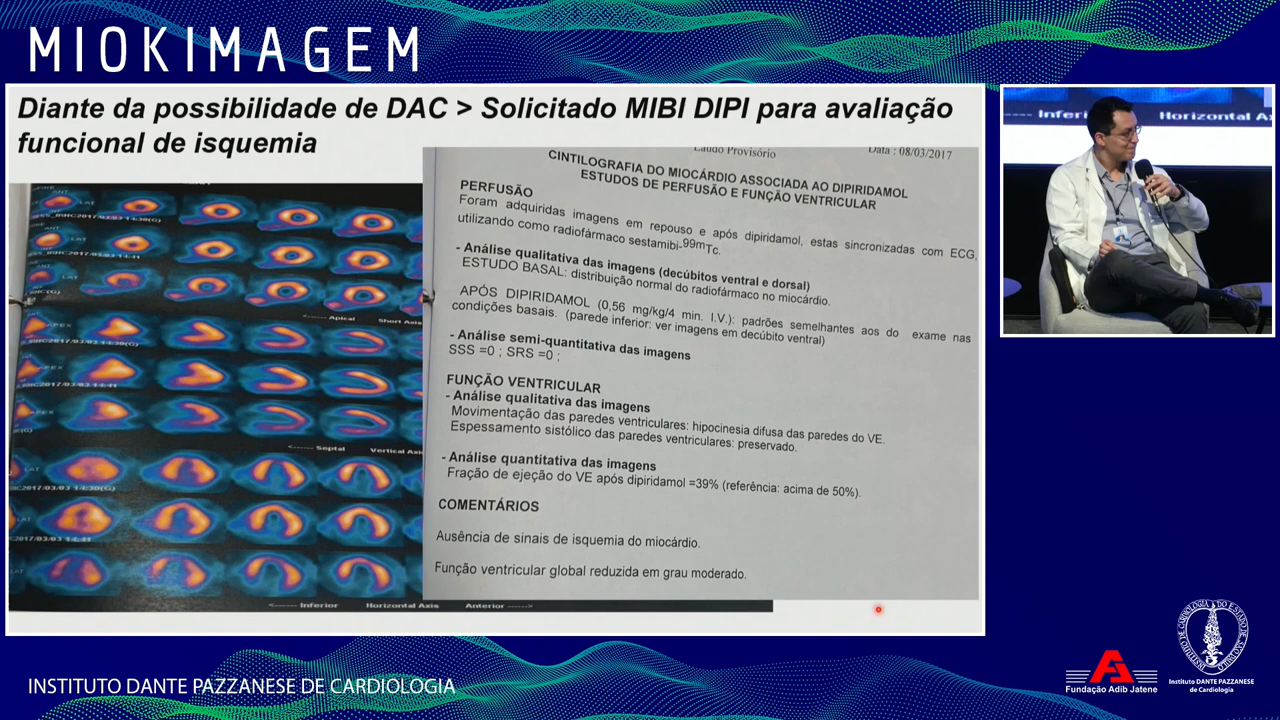 MIOKIMAGEM
Diante da possibilidade de DAC > Solicitado MIBI DIPI para avaliação
funcional de isquemia
Laudo Provisório
Data : 08/03/2017
CINTILOGRAFIA DO MIOCÁRDIO ASSOCIADA AO DIPIRIDAMOL
ESTUDOS DE PERFUSÃO E FUNÇÃO VENTRICULAR
PERFUSÃO
Foram adquiridas imagens em repouso e após dipiridamol, estas sincronizadas com ECG,
utilizando como radiofármaco sestamibi-99mTc.
- Análise qualitativa das imagens (decúbitos ventral e dorsal)
ESTUDO BASAL: distribuição normal do radiofármaco no miocárdio.
APÓS DIPIRIDAMOL (0,56 mg/kg/4 min. I.V.): padrões semelhantes aos do exame nas
condições basais. (parede inferior: ver imagens em decúbito ventral)
- Análise semi-quantitativa das imagens
SSS =0 ; SRS =0 ;
FUNÇÃO VENTRICULAR
- Análise qualitativa das imagens
Movimentação das paredes ventriculares: hipocinesia difusa das paredes do VE.
Espessamento sistólico das paredes ventriculares: preservado.
- Análise quantitativa das imagens
Fração de ejeção do VE após dipiridamol =39% (referência: acima de 50%).
COMENTÁRIOS
Ausência de sinais de isquemia do miocárdio.
Função ventricular global reduzida em grau moderado.
ANT
LAT
<------ Apical Short Axis
APEX
<------ Septal Vertical Axi
LAT
<------ Inferior Horizontal Axis Anterior ------>
Inferi
Horizontal Ax
INSTITUTO DANTE PAZZANESE DE CARDIOLOGIA
Fundação Adib Jatene
Instituto DANTE PAZZANESE
de Cardiologia